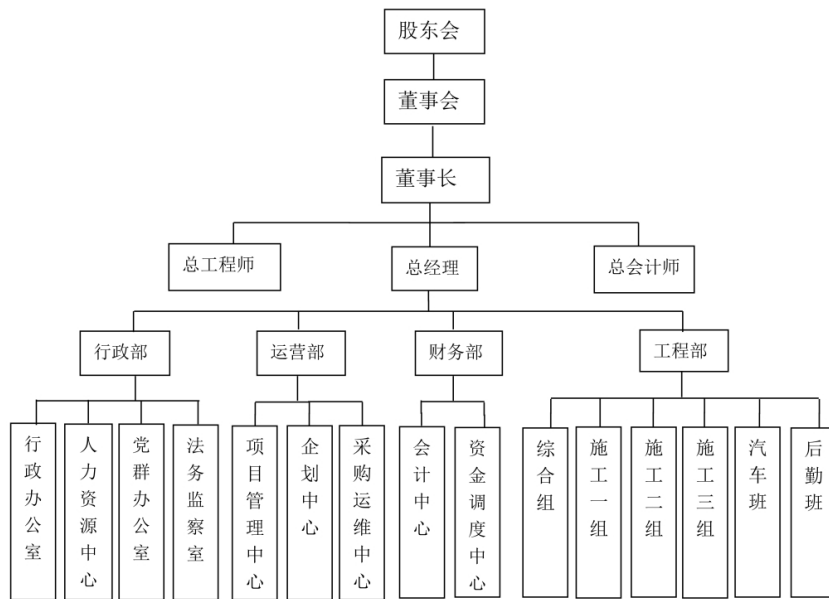 股东会
董事会
董事长
总工程师
总经理
总会计师
行政部
运营部
财务部
工程部
行政办公室
人力资源中心
党群办公室
法务监察室
项目管理中心
企划中心
采购运维中心
会计中心
资金调度中心
综合组
施工一组
施工二组
施工三组
汽车班
后勤班